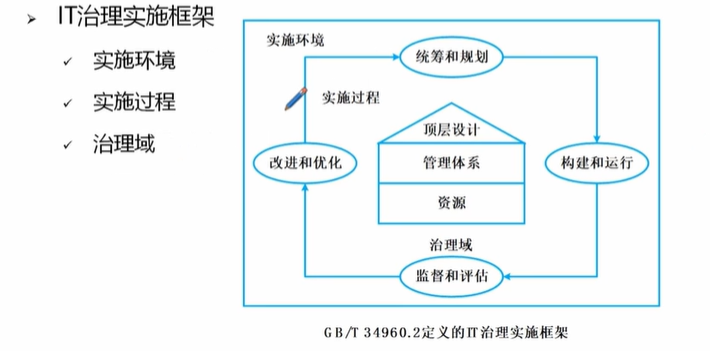 IT治理实施框架
实施环境
实施过程
治理域
实施环境
统筹和规划
实施过程
顶层设计
改进和优化
管理体系
构建和运行
资源
治理域
监督和评估
GB/T 34960.2定义的IT治理实施框架